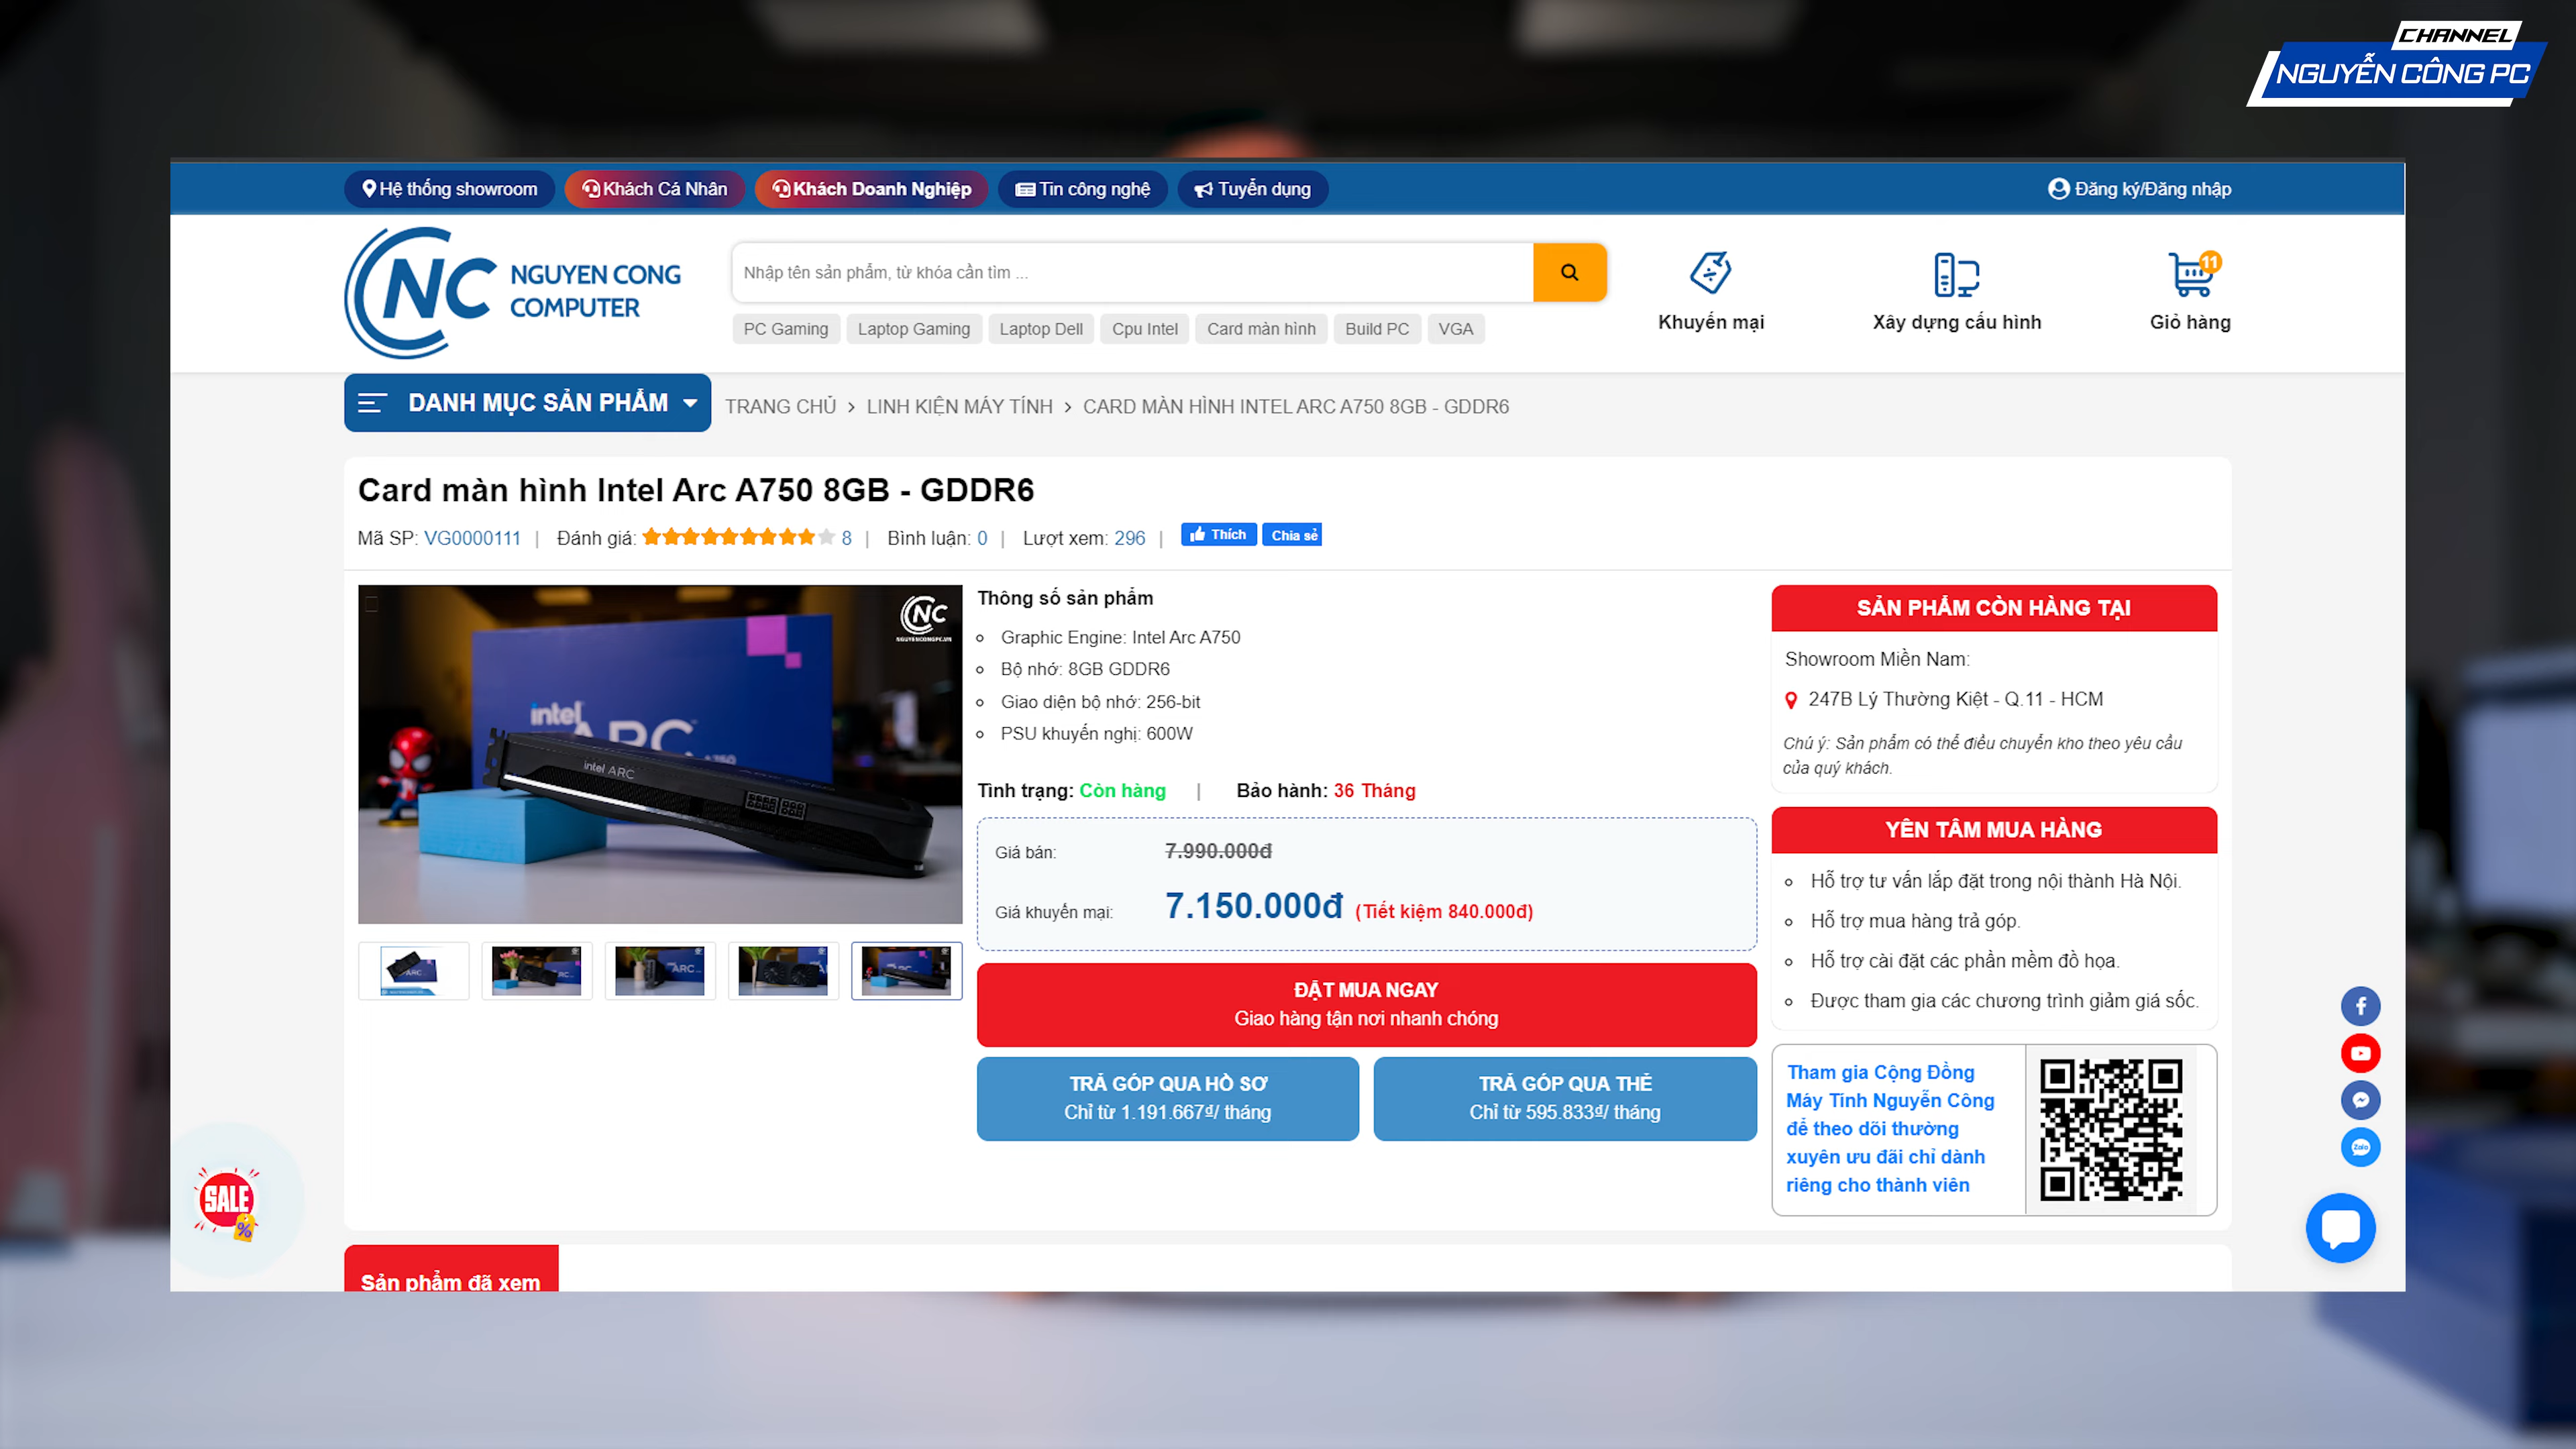 CHANNEL
NGUYỄN CÔNG PC
Hệ thống showroom
Khách Cá Nhân
Khách Doanh Nghiệp
Tin công nghệ
Tuyển dụng
Đăng ký/Đăng nhập
NC
NGUYEN CONG
COMPUTER
Nhập tên sản phẩm, từ khóa cần tìm ...
PC Gaming
Laptop Gaming
Laptop Dell
Cpu Intel
Card màn hình
Build PC
VGA
Khuyến mại
Xây dựng cấu hình
11
Giỏ hàng
DANH MỤC SẢN PHẨM
TRANG CHỦ > LINH KIỆN MÁY TÍNH > CARD MÀN HÌNH INTEL ARC A750 8GB - GDDR6
Card màn hình Intel Arc A750 8GB - GDDR6
Mã SP: VG0000111 | Đánh giá: 8 | Bình luận: 0 | Lượt xem: 296 |
Thích
Chia sẻ
NC
NGUYENCONGPC.VN
intel
ARC
A750
intel ARC
Thông số sản phẩm
Graphic Engine: Intel Arc A750
Bộ nhớ: 8GB GDDR6
Giao diện bộ nhớ: 256-bit
PSU khuyến nghị: 600W
Tình trạng: Còn hàng | Bảo hành: 36 Tháng
Giá bán: 7.990.000đ
Giá khuyến mại: 7.150.000đ (Tiết kiệm 840.000đ)
ĐẶT MUA NGAY
Giao hàng tận nơi nhanh chóng
TRẢ GÓP QUA HỒ SƠ
Chỉ từ 1.191.667₫/ tháng
TRẢ GÓP QUA THẺ
Chỉ từ 595.833₫/ tháng
SẢN PHẨM CÒN HÀNG TẠI
Showroom Miền Nam:
247B Lý Thường Kiệt - Q.11 - HCM
Chú ý: Sản phẩm có thể điều chuyển kho theo yêu cầu
của quý khách.
YÊN TÂM MUA HÀNG
Hỗ trợ tư vấn lắp đặt trong nội thành Hà Nội.
Hỗ trợ mua hàng trả góp.
Hỗ trợ cài đặt các phần mềm đồ họa.
Được tham gia các chương trình giảm giá sốc.
Tham gia Cộng Đồng
Máy Tính Nguyễn Công
để theo dõi thường
xuyên ưu đãi chỉ dành
riêng cho thành viên
Zalo
SALE
%
Sản phẩm đã xem